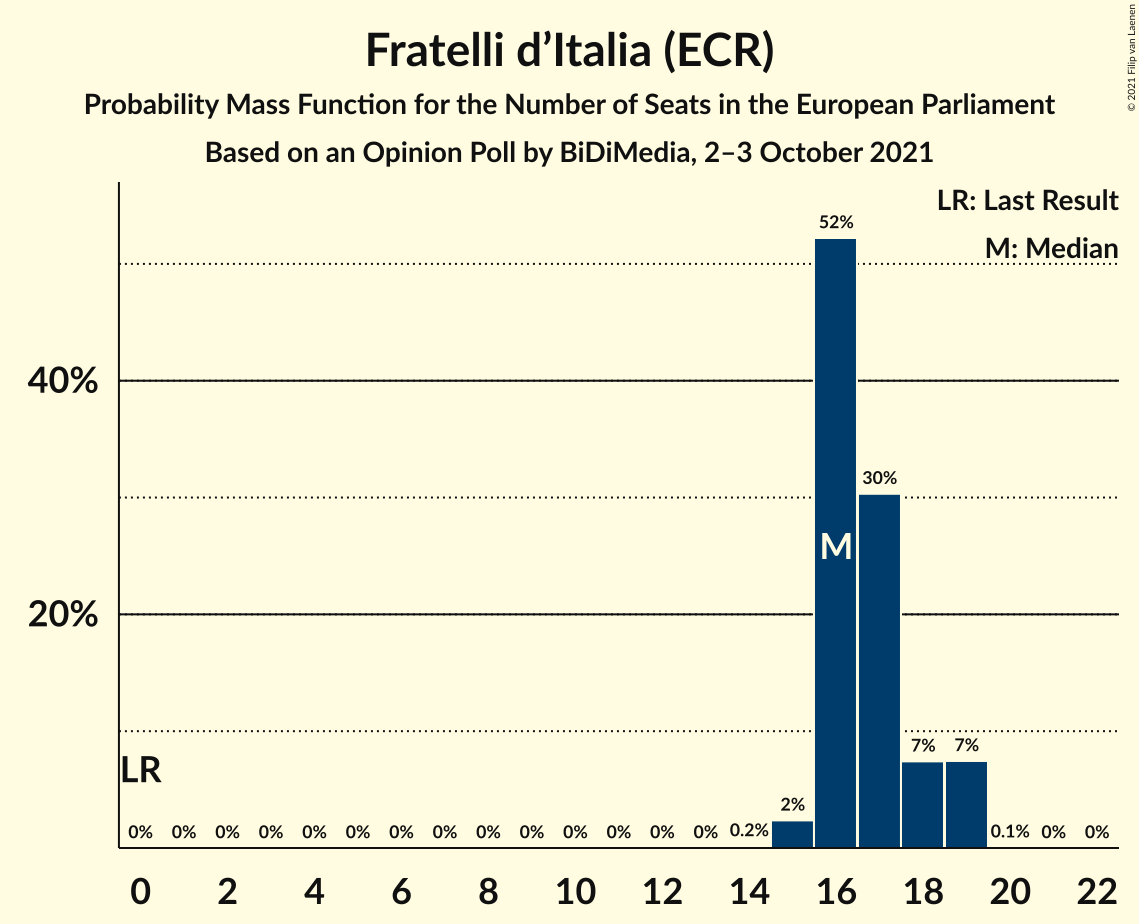 Fratelli d’Italia (ECR)
Probability Mass Function for the Number of Seats in the European Parliament
Based on an Opinion Poll by BiDiMedia, 2–3 October 2021
© 2021 Filip van Laenen
LR: Last Result
M: Median
52%
40%
30%
M
20%
LR
7% 7%
2%
0% 0% 0% 0% 0% 0% 0% 0% 0% 0% 0% 0% 0% 0% 0.2% 0.1% 0% 0%
0 2 4 6 8 10 12 14 16 18 20 22